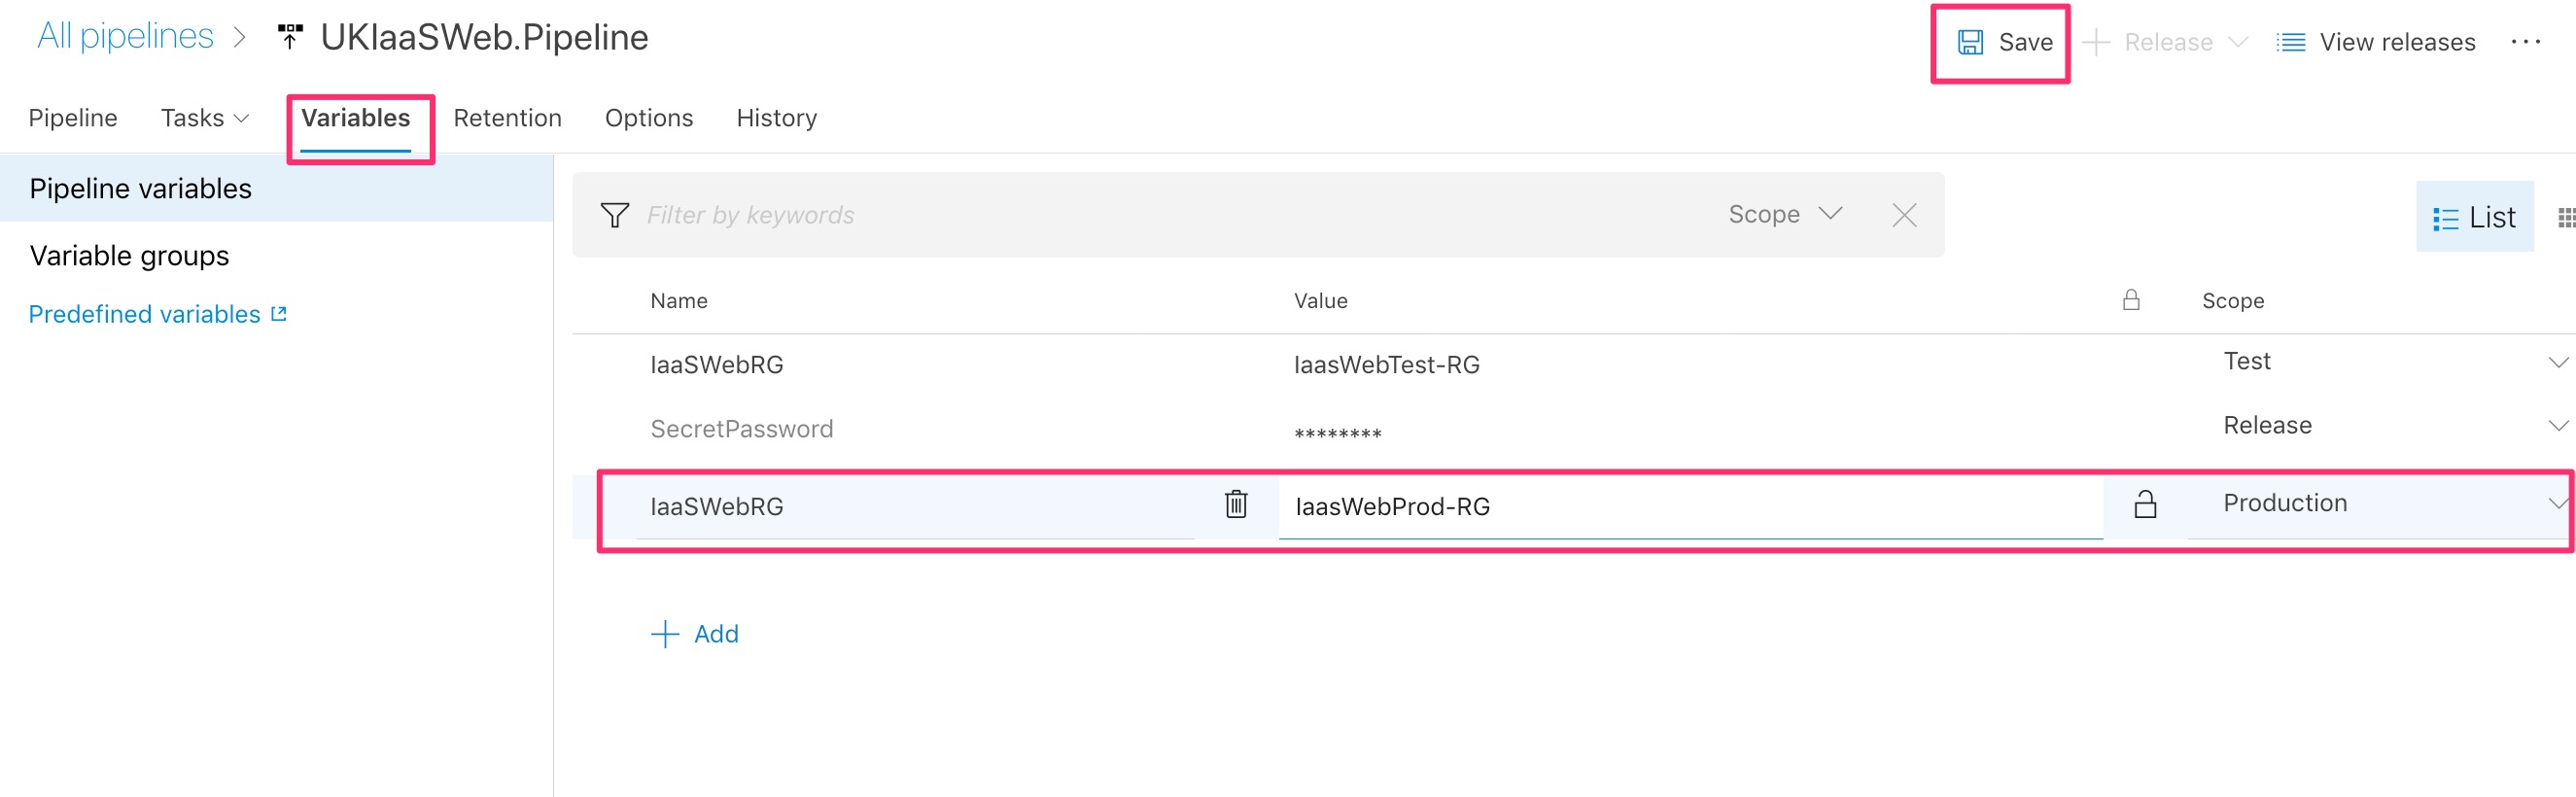 All pipelines > UKIaaSWeb.Pipeline
Save + Release View releases ...
Pipeline Tasks Variables Retention Options History
Pipeline variables
Variable groups
Predefined variables
Filter by keywords Scope
List
Name Value Scope
IaaSWebRG IaasWebTest-RG Test
SecretPassword ******** Release
IaaSWebRG IaasWebProd-RG Production
+ Add